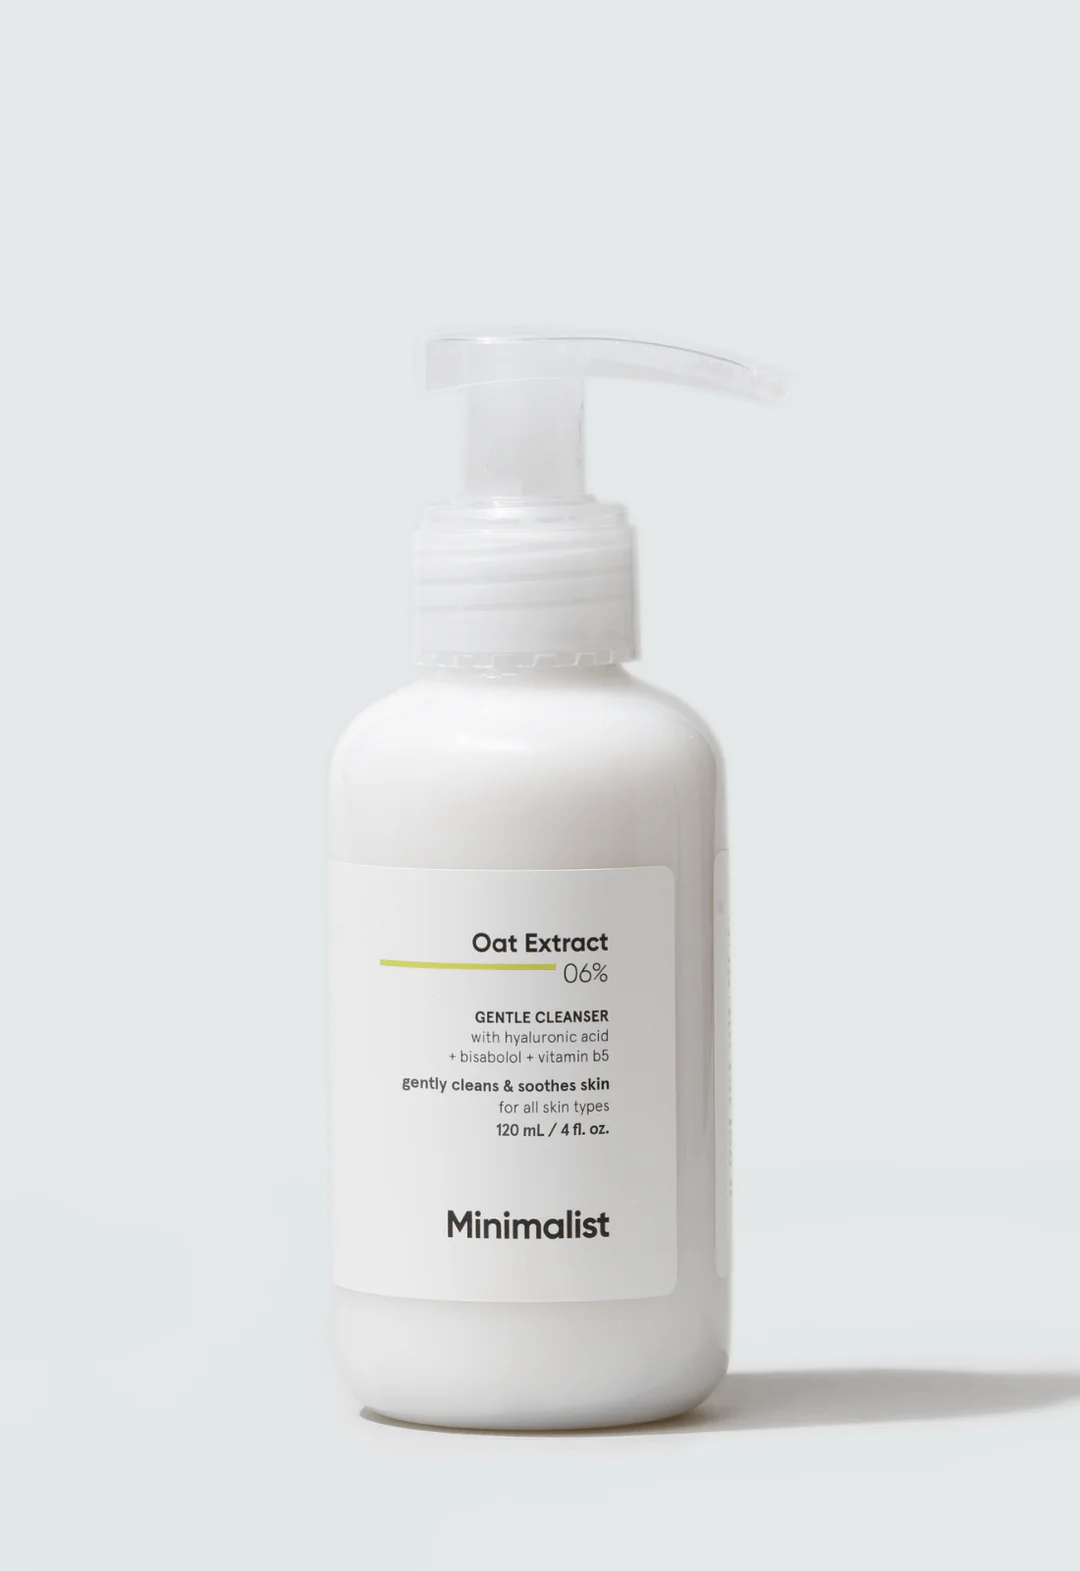 Oat Extract
06%
GENTLE CLEANSER
with hyaluronic acid
+ bisabolol + vitamin b5
gently cleans & soothes skin
for all skin types
120 mL / 4 fl. oz.
Minimalist